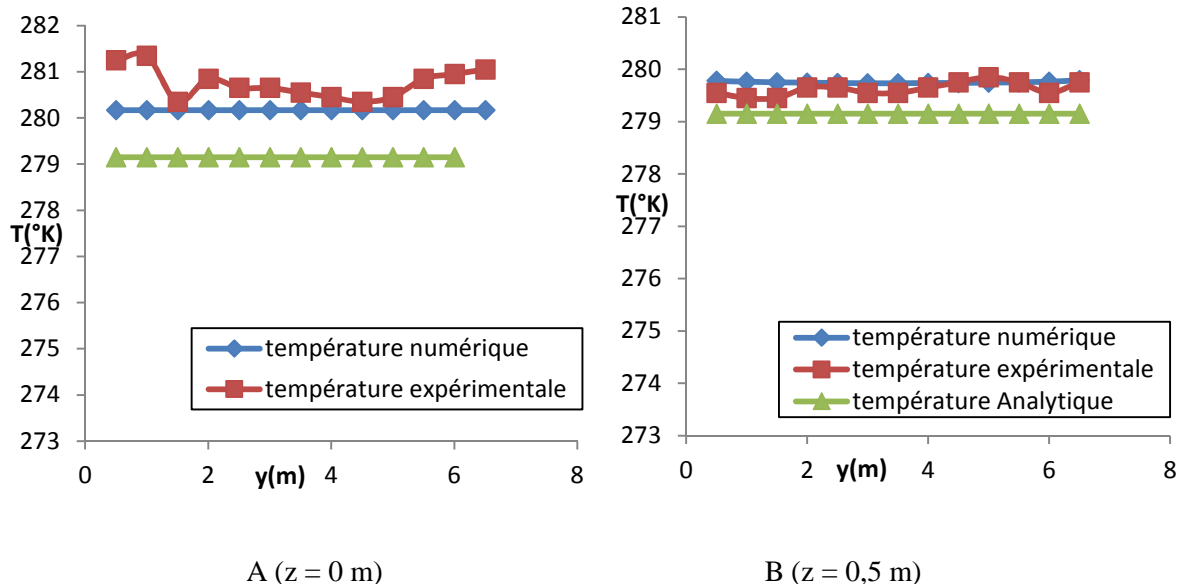 282
281
280
279
278
T(°K)
277
276
275
274
273
0
2
4
6
8
y(m)
température numérique
température expérimentale
A (z = 0 m)
281
280
279
278
T(°K)
277
276
275
274
273
0
2
4
6
8
y(m)
température numérique
température expérimentale
température Analytique
B (z = 0,5 m)